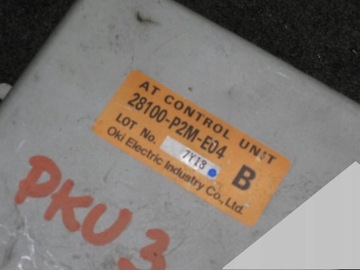 AT CONTROL UNIT
28100-P2M-E04
LOT No. 7Y13 B
Oki Electric Industry Co., Ltd.
PKU 3